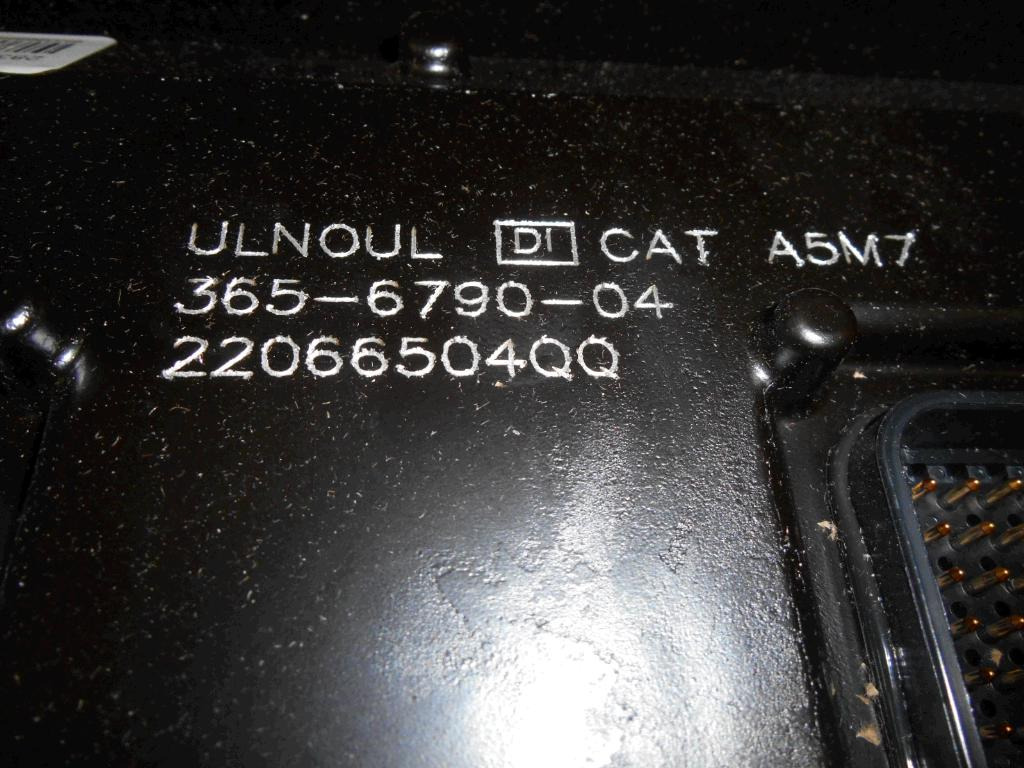 ULNOUL DI CAT A5M7
365-6790-04
22066504QQ